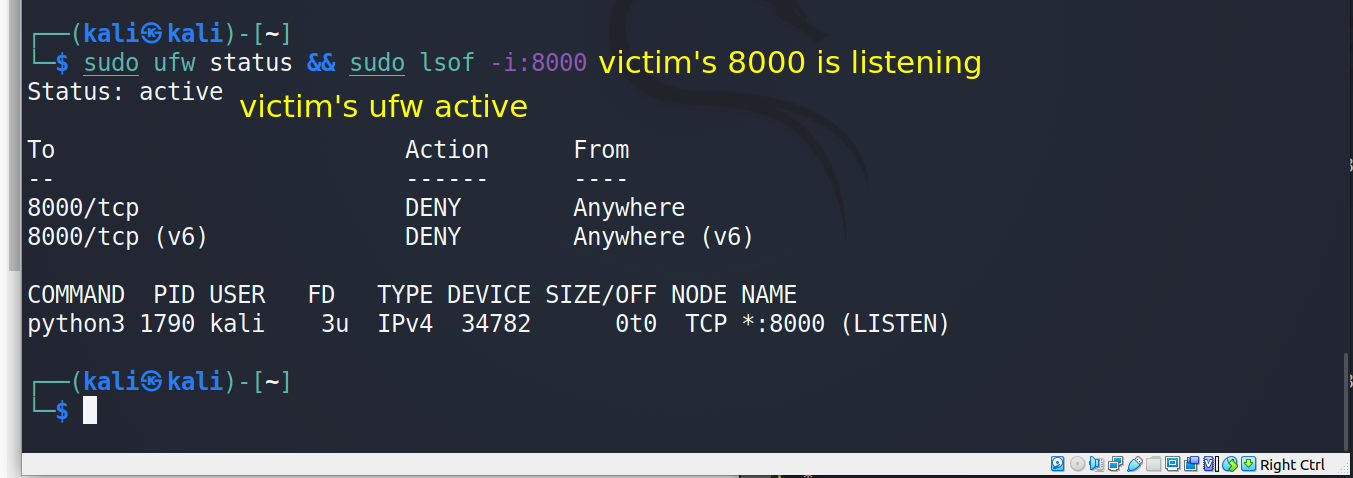 ┌──(kali㉿kali)-[~]
└─$ sudo ufw status && sudo lsof -i:8000 victim's 8000 is listening
Status: active victim's ufw active
To Action From
-- ------ ----
8000/tcp DENY Anywhere
8000/tcp (v6) DENY Anywhere (v6)
COMMAND PID USER FD TYPE DEVICE SIZE/OFF NODE NAME
python3 1790 kali 3u IPv4 34782 0t0 TCP *:8000 (LISTEN)
┌──(kali㉿kali)-[~]
└─$
Right Ctrl